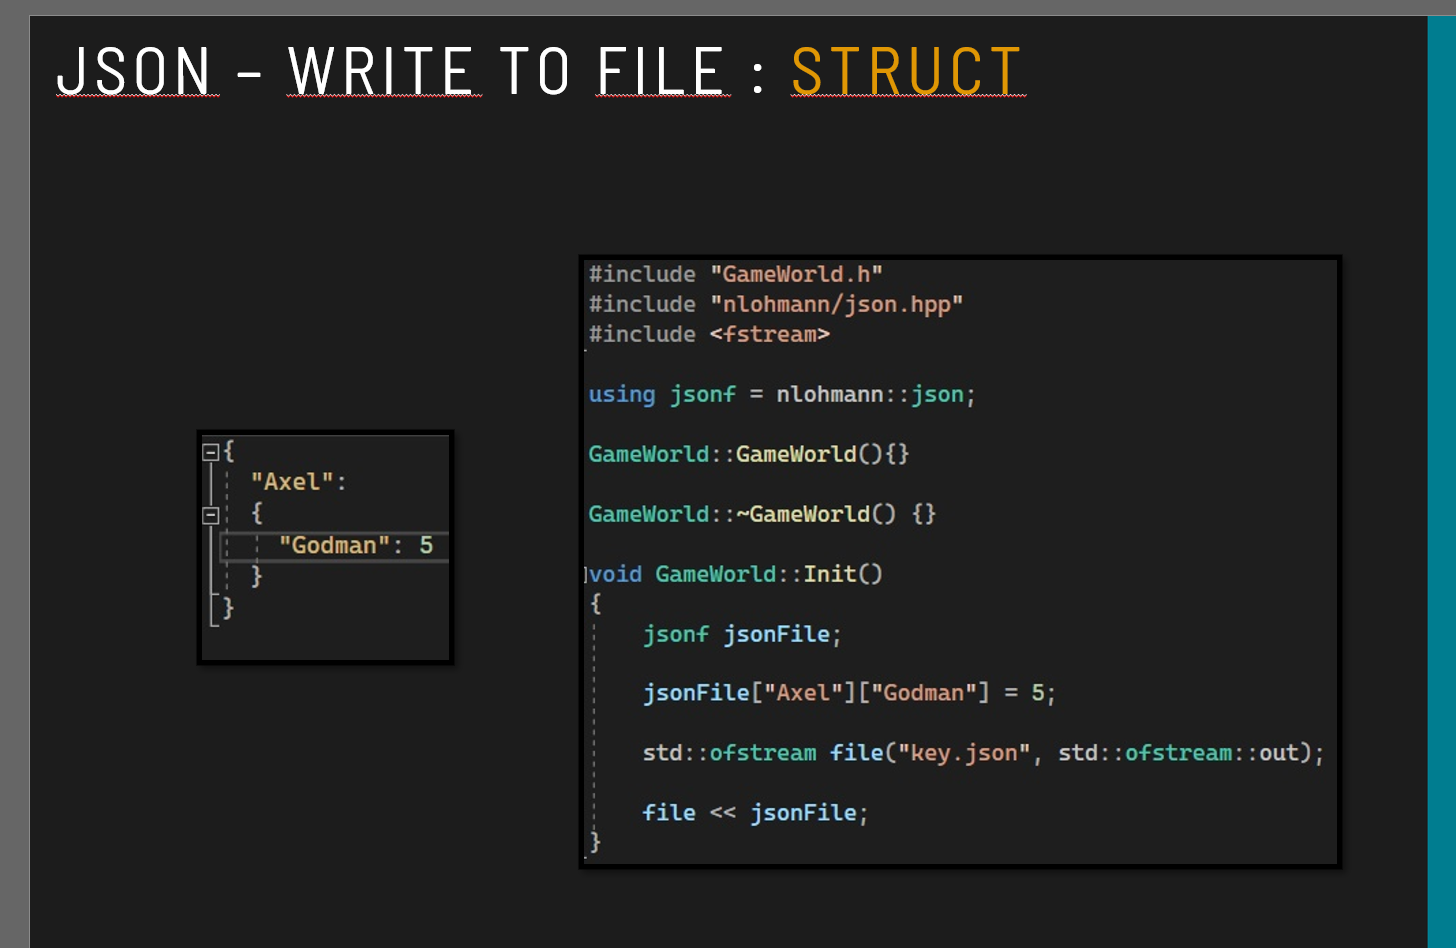 JSON - WRITE TO FILE : STRUCT
{
"Axel":
{
"Godman": 5
}
}
#include "GameWorld.h"
#include "nlohmann/json.hpp"
#include <fstream>
using jsonf = nlohmann::json;
GameWorld::GameWorld(){}
GameWorld::~GameWorld() {}
void GameWorld::Init()
{
jsonf jsonFile;
jsonFile["Axel"]["Godman"] = 5;
std::ofstream file("key.json", std::ofstream::out);
file << jsonFile;
}